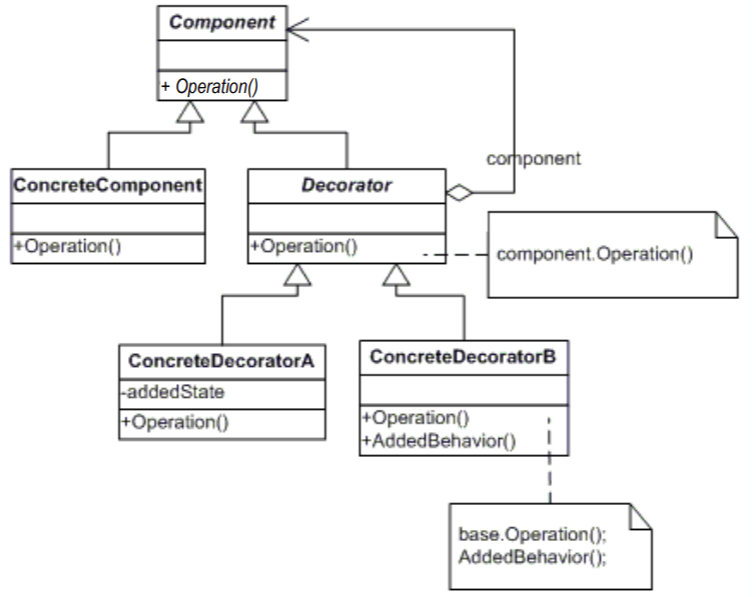 Component
+ Operation()
component
ConcreteComponent
+Operation()
Decorator
+Operation()
component.Operation()
ConcreteDecoratorA
-addedState
+Operation()
ConcreteDecoratorB
+Operation()
+AddedBehavior()
base.Operation();
AddedBehavior();